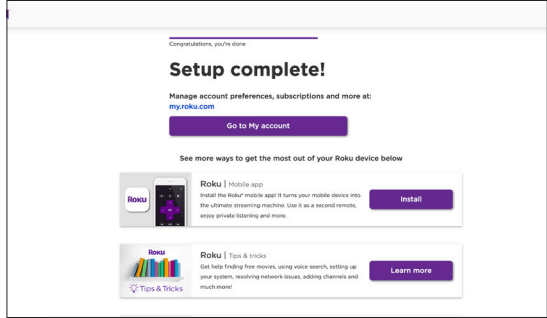 Congratulations, you're done
Setup complete!
Manage account preferences, subscriptions and more at:
my.roku.com
Go to My account
See more ways to get the most out of your Roku device below
Roku
Roku | Mobile app
Install the Roku® mobile app! It turns your mobile device into
the ultimate streaming machine. Use it as a second remote,
enjoy private listening and more.
Install
Roku
Tips & Tricks
Roku | Tips & tricks
Get help finding free movies, using voice search, setting up
your system, resolving network issues, adding channels and
much more!
Learn more